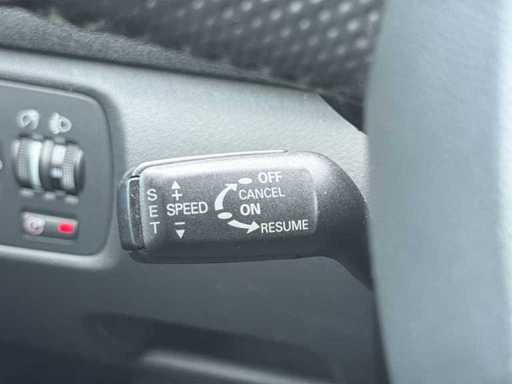 SET
+
SPEED
−
OFF
CANCEL
ON
RESUME